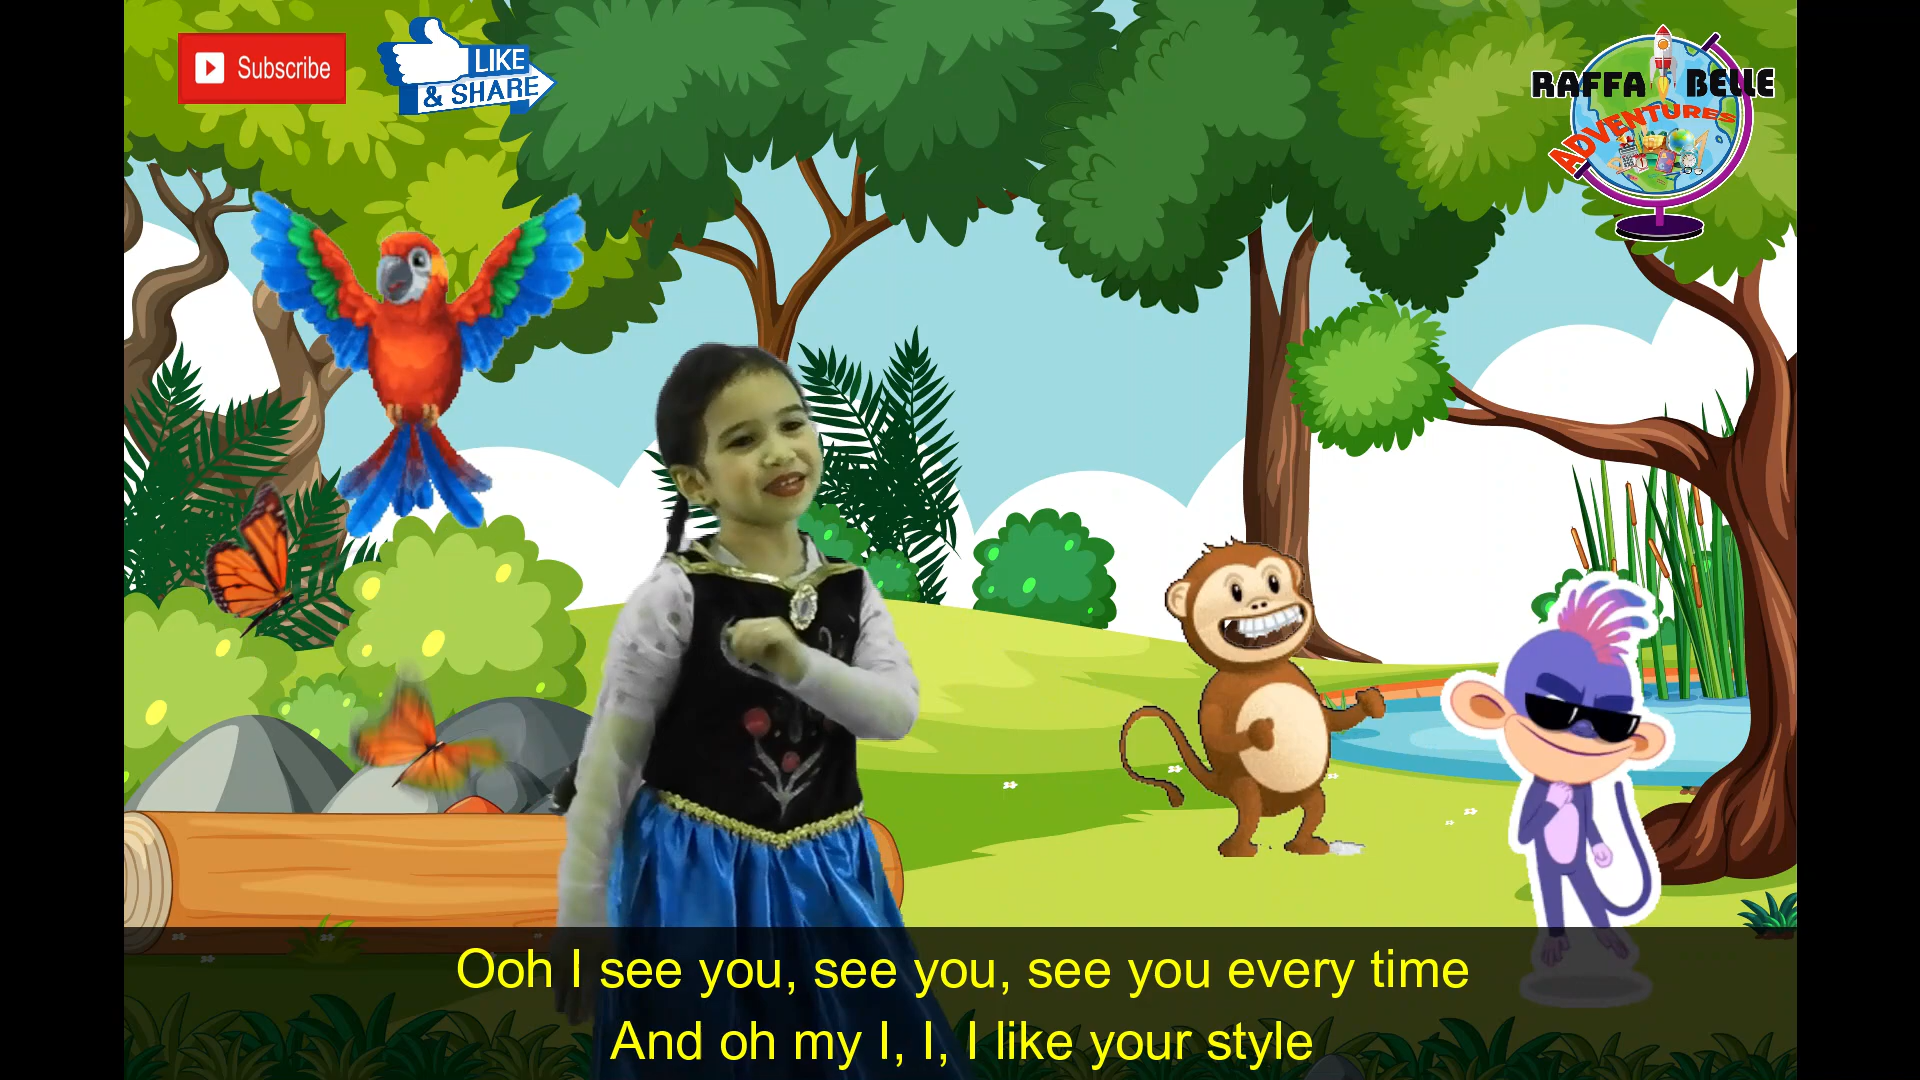 Subscribe
LIKE
& SHARE
RAFFA BELLE
ADVENTURES
Ooh I see you, see you, see you every time
And oh my I, I, I like your style